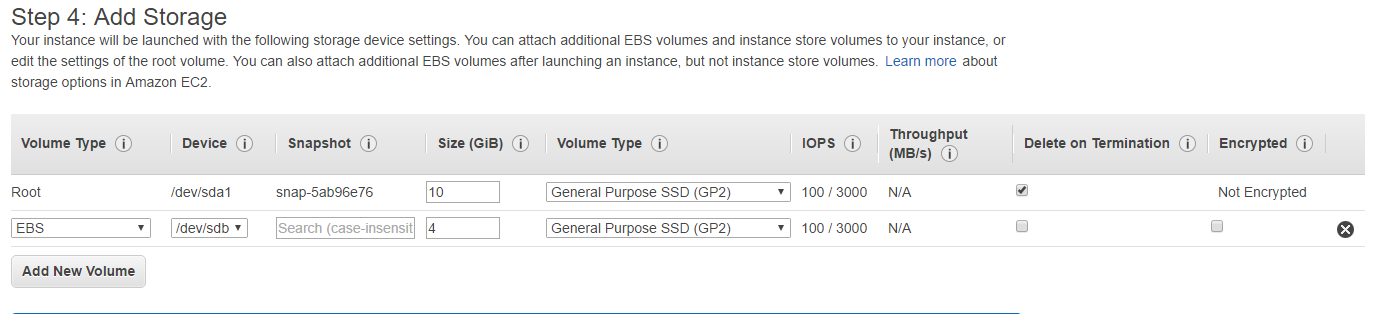 Step 4: Add Storage
Your instance will be launched with the following storage device settings. You can attach additional EBS volumes and instance store volumes to your instance, or
edit the settings of the root volume. You can also attach additional EBS volumes after launching an instance, but not instance store volumes. Learn more about
storage options in Amazon EC2.
Volume Type i Device i Snapshot i Size (GiB) i Volume Type i IOPS i Throughput (MB/s) i Delete on Termination i Encrypted i
Root /dev/sda1 snap-5ab96e76 10 General Purpose SSD (GP2) 100 / 3000 N/A Not Encrypted
EBS /dev/sdb Search (case-insensit 4 General Purpose SSD (GP2) 100 / 3000 N/A
Add New Volume